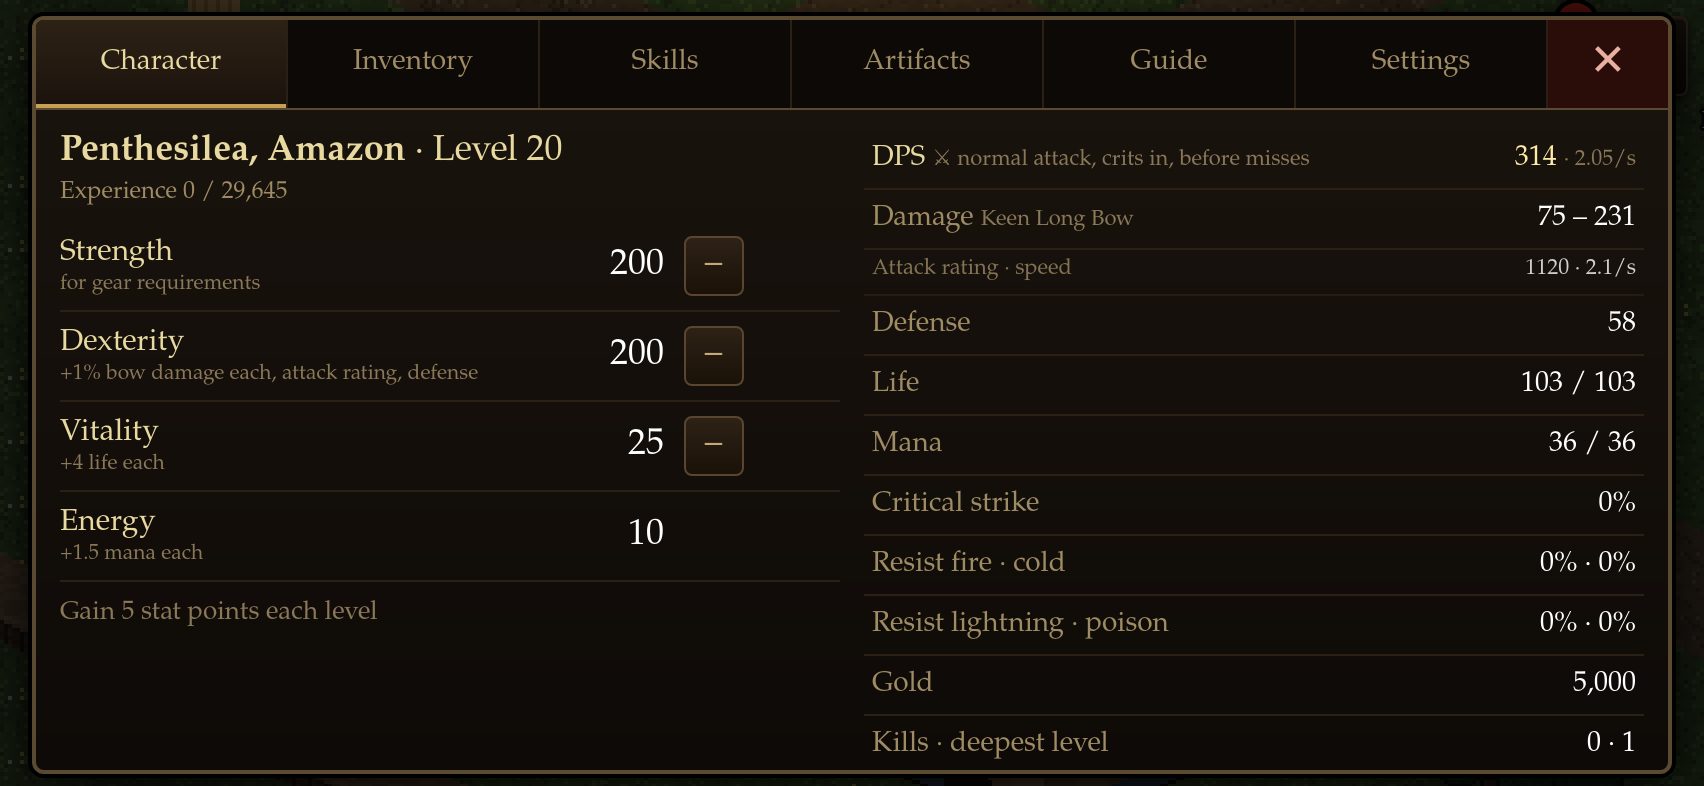 Character Inventory Skills Artifacts Guide Settings ✕
Penthesilea, Amazon · Level 20
Experience 0 / 29,645
Strength 200 –
for gear requirements
Dexterity 200 –
+1% bow damage each, attack rating, defense
Vitality 25 –
+4 life each
Energy 10
+1.5 mana each
Gain 5 stat points each level
DPS ⚔ normal attack, crits in, before misses 314 · 2.05/s
Damage Keen Long Bow 75 – 231
Attack rating · speed 1120 · 2.1/s
Defense 58
Life 103 / 103
Mana 36 / 36
Critical strike 0%
Resist fire · cold 0% · 0%
Resist lightning · poison 0% · 0%
Gold 5,000
Kills · deepest level 0 · 1